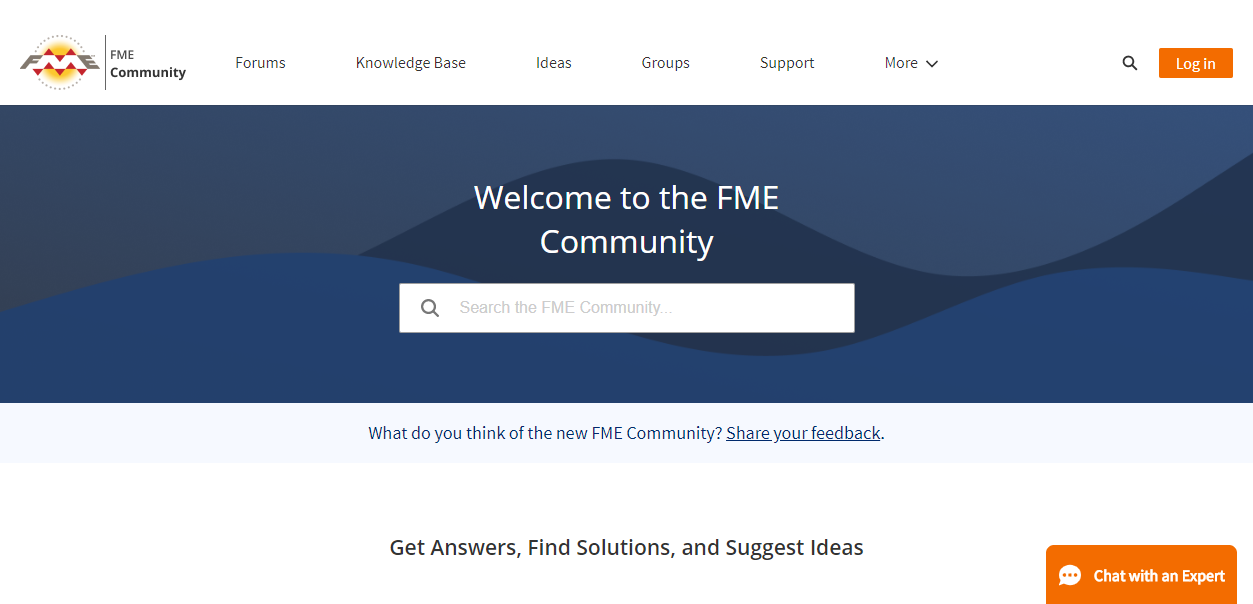 FME
FME
Community
Forums
Knowledge Base
Ideas
Groups
Support
More
Log in
Welcome to the FME
Community
Search the FME Community...
What do you think of the new FME Community? Share your feedback.
Get Answers, Find Solutions, and Suggest Ideas
Chat with an Expert